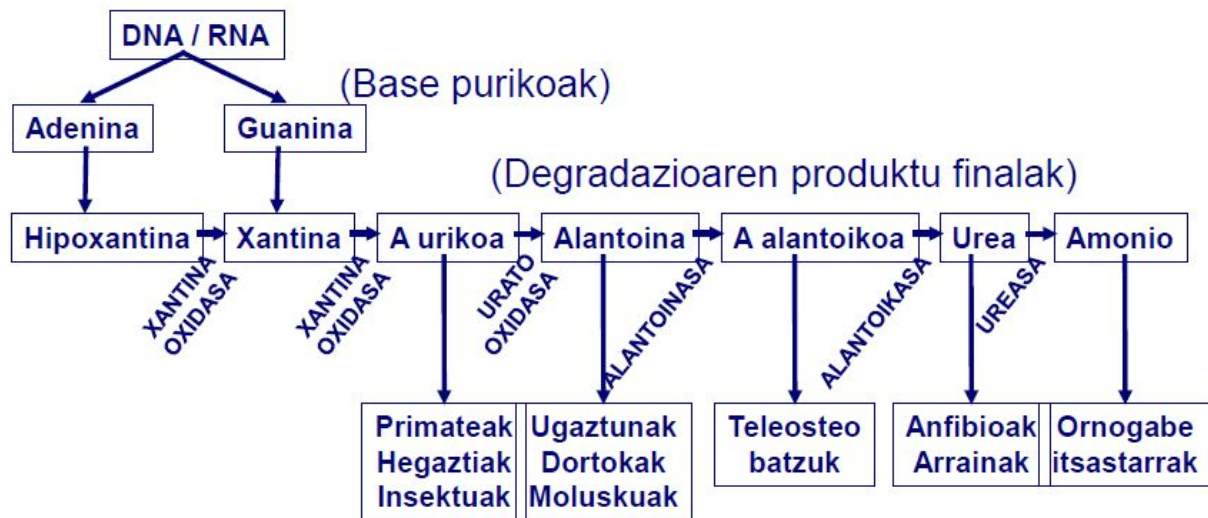 DNA / RNA
(Base purikoak)
Adenina
Guanina
(Degradazioaren produktu finalak)
Hipoxantina
Xantina
A urikoa
Alantoina
A alantoikoa
Urea
Amonio
XANTINA
OXIDASA
XANTINA
OXIDASA
URATO
OXIDASA
ALANTOINASA
ALANTOIKASA
UREASA
Primateak
Hegaztiak
Insektuak
Ugaztunak
Dortokak
Moluskuak
Teleosteo
batzuk
Anfibioak
Arrainak
Ornogabe
itsastarrak